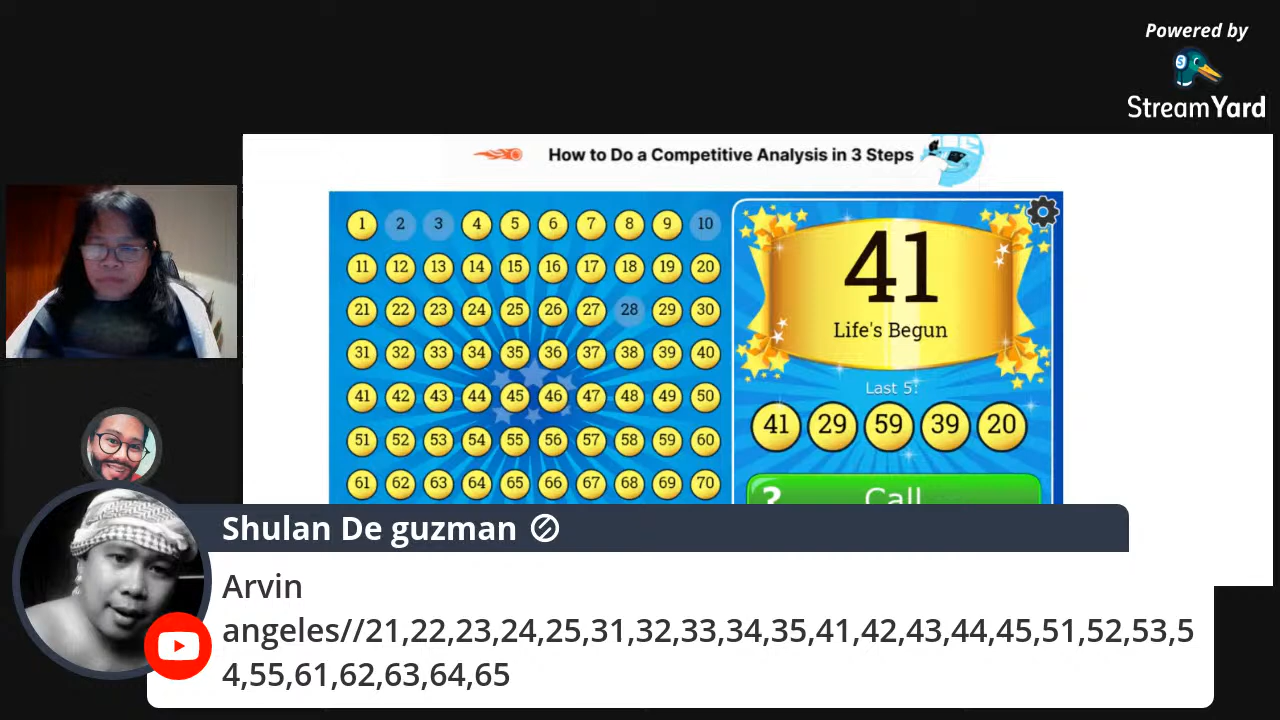 Powered by
StreamYard
How to Do a Competitive Analysis in 3 Steps
1 2 3 4 5 6 7 8 9 10
11 12 13 14 15 16 17 18 19 20
21 22 23 24 25 26 27 28 29 30
31 32 33 34 35 36 37 38 39 40
41 42 43 44 45 46 47 48 49 50
51 52 53 54 55 56 57 58 59 60
61 62 63 64 65 66 67 68 69 70
41
Life's Begun
Last 5:
41 29 59 39 20
? Call
Shulan De guzman
Arvin
angeles//21,22,23,24,25,31,32,33,34,35,41,42,43,44,45,51,52,53,5
4,55,61,62,63,64,65